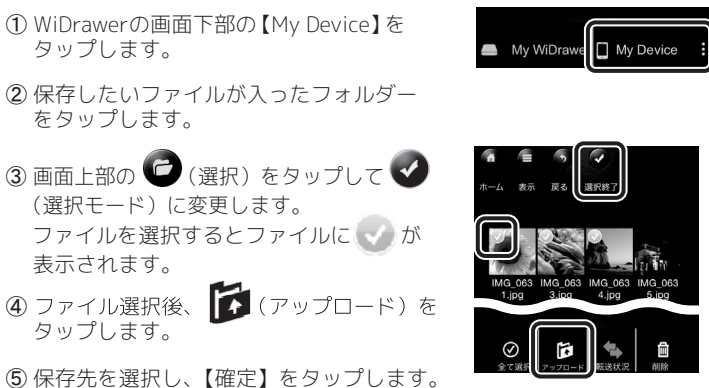 ① WiDrawerの画面下部の【My Device】を
タップします。
② 保存したいファイルが入ったフォルダー
をタップします。
③ 画面上部の（選択）をタップして
（選択モード）に変更します。
ファイルを選択するとファイルに が
表示されます。
④ ファイル選択後、（アップロード）を
タップします。
⑤ 保存先を選択し、【確定】をタップします。
My WiDrawe My Device
ホーム 表示 戻る 選択終了
IMG_063 IMG_063 IMG_063 IMG_063
1.jpg 3.jpg 4.jpg 5.jpg
全て選択 アップロード 転送状況 削除